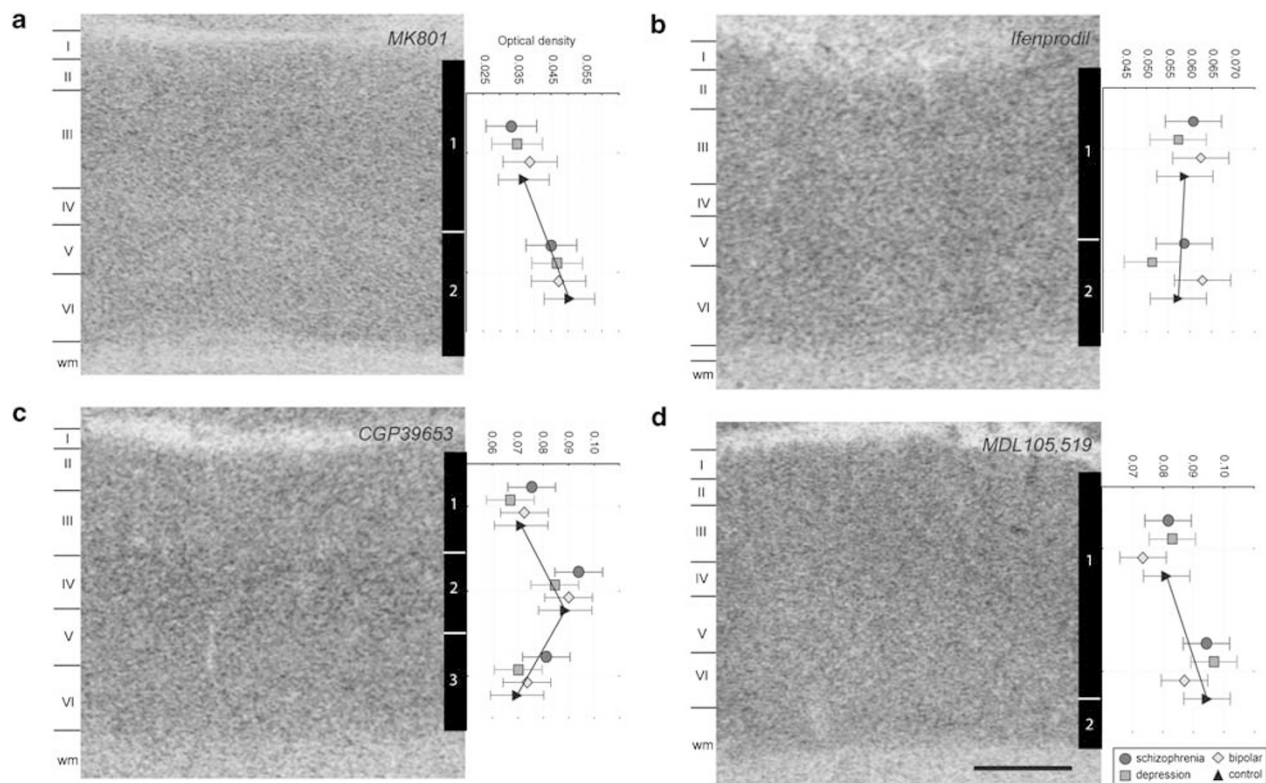 a
MK801
I
II
III
IV
V
VI
wm
1
2
Optical density
0.025
0.035
0.045
0.055
b
Ifenprodil
I
II
III
IV
V
VI
wm
1
2
0.045
0.050
0.055
0.060
0.065
0.070
c
CGP39653
I
II
III
IV
V
VI
wm
1
2
3
0.06
0.07
0.08
0.09
0.10
d
MDL105,519
I
II
III
IV
V
VI
wm
1
2
0.07
0.08
0.09
0.10
schizophrenia bipolar
depression control